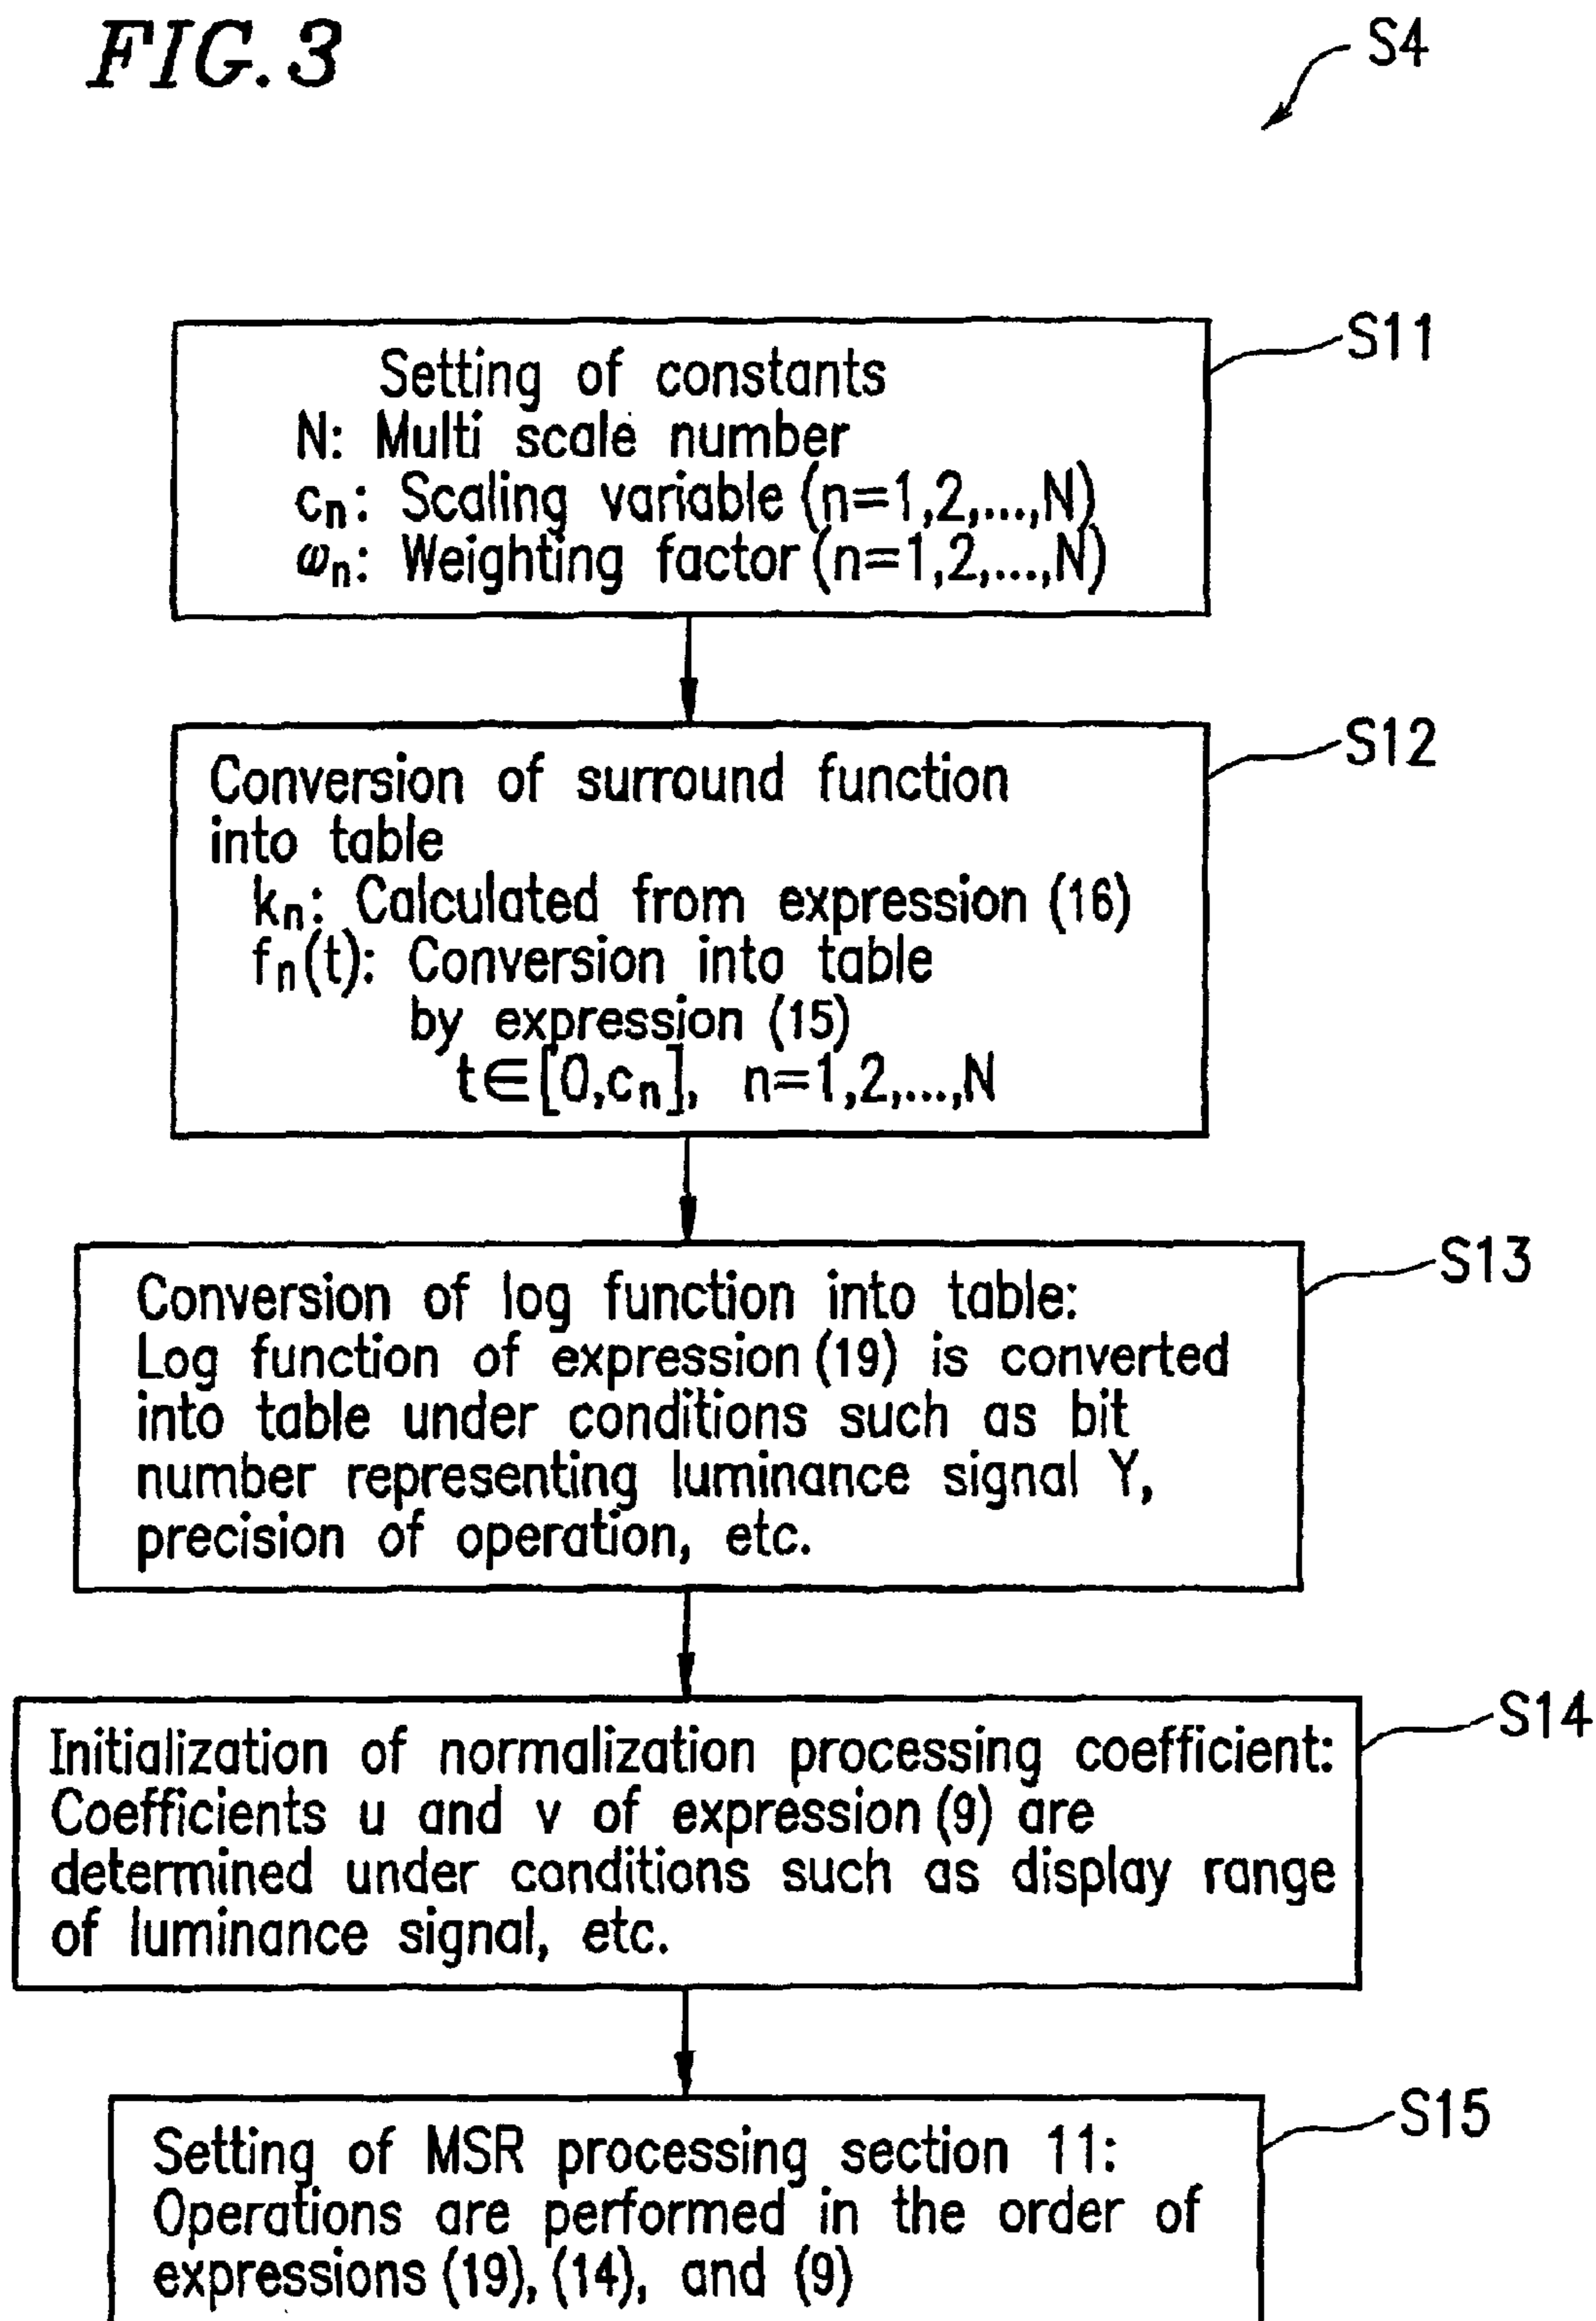 FIG.3
S4
S11
Setting of constants
N: Multi scale number
cn: Scaling variable (n=1,2,...,N)
ωn: Weighting factor (n=1,2,...,N)
S12
Conversion of surround function
into table
kn: Calculated from expression (16)
fn(t): Conversion into table
by expression (15)
t∈[0,cn], n=1,2,...,N
S13
Conversion of log function into table:
Log function of expression (19) is converted
into table under conditions such as bit
number representing luminance signal Y,
precision of operation, etc.
S14
Initialization of normalization processing coefficient:
Coefficients u and v of expression (9) are
determined under conditions such as display range
of luminance signal, etc.
S15
Setting of MSR processing section 11:
Operations are performed in the order of
expressions (19), (14), and (9)